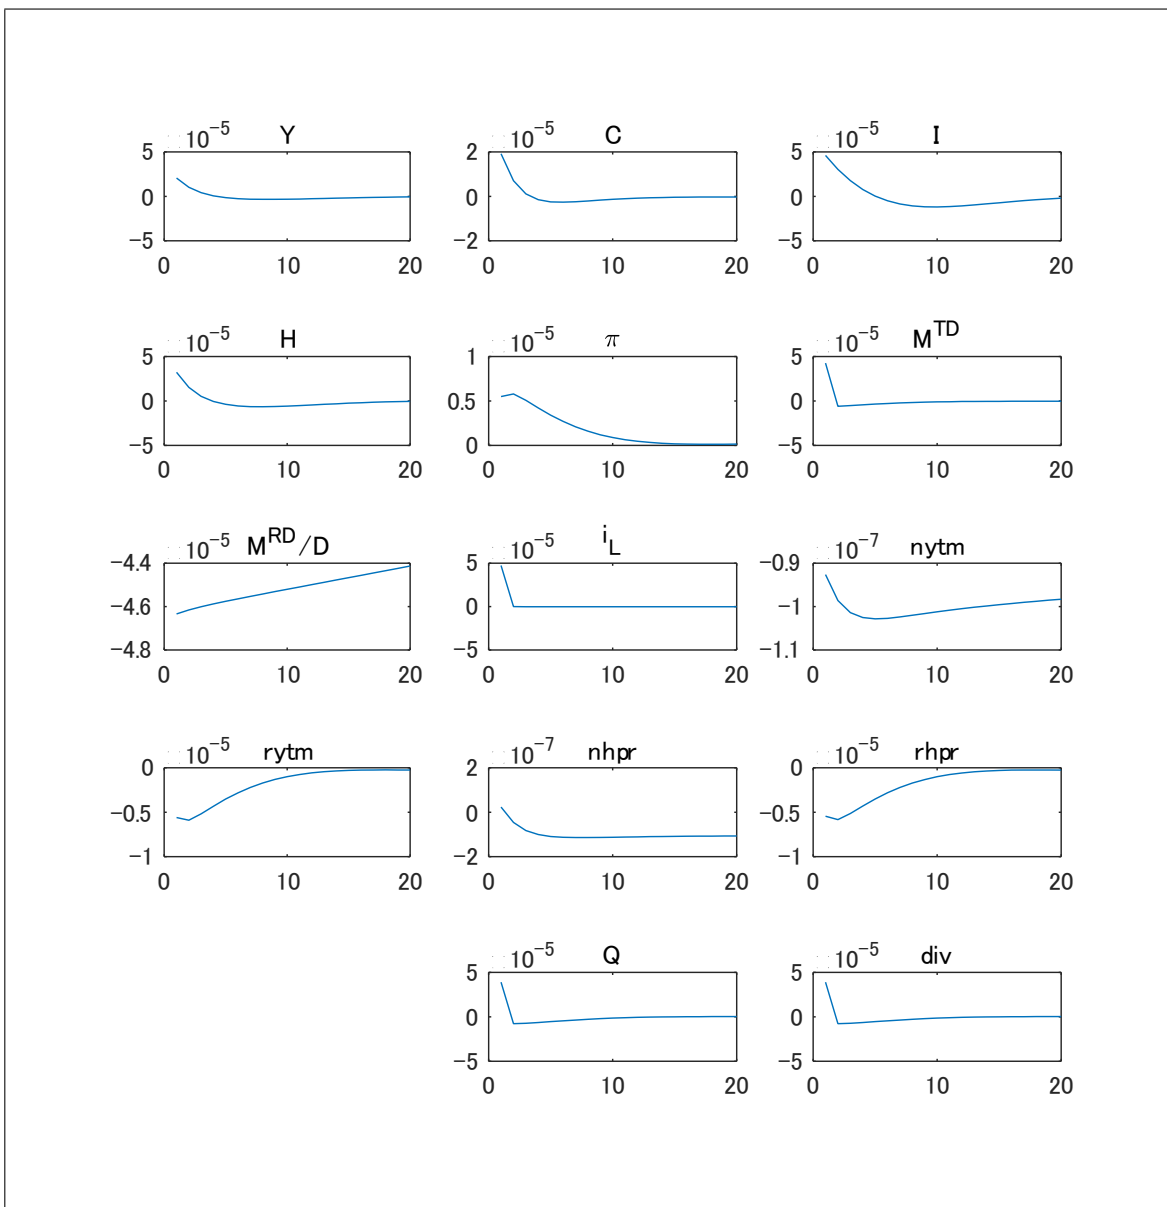 Y
×10⁻⁵
5
0
−5
0 10 20
C
×10⁻⁵
2
0
−2
0 10 20
I
×10⁻⁵
5
0
−5
0 10 20
H
×10⁻⁵
5
0
−5
0 10 20
π
×10⁻⁵
1
0.5
0
0 10 20
M^TD
×10⁻⁵
5
0
−5
0 10 20
M^RD/D
×10⁻⁵
−4.4
−4.6
−4.8
0 10 20
i_L
×10⁻⁵
5
0
−5
0 10 20
nytm
×10⁻⁷
−0.9
−1
−1.1
0 10 20
rytm
×10⁻⁵
0
−0.5
−1
0 10 20
nhpr
×10⁻⁷
2
0
−2
0 10 20
rhpr
×10⁻⁵
0
−0.5
−1
0 10 20
Q
×10⁻⁵
5
0
−5
0 10 20
div
×10⁻⁵
5
0
−5
0 10 20